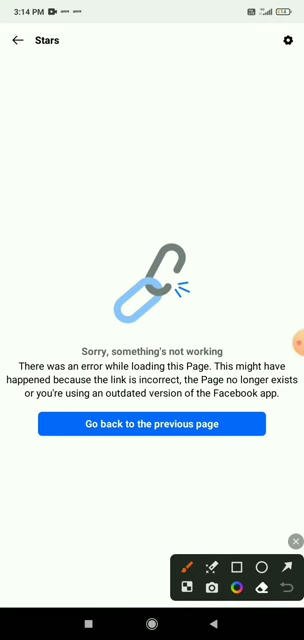 3:14 PM
Stars
Sorry, something's not working
There was an error while loading this Page. This might have
happened because the link is incorrect, the Page no longer exists
or you're using an outdated version of the Facebook app.
Go back to the previous page